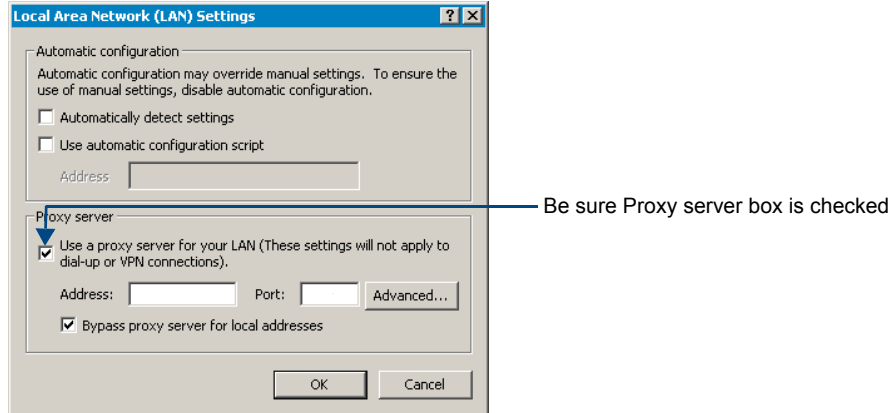 Local Area Network (LAN) Settings
Automatic configuration
Automatic configuration may override manual settings. To ensure the
use of manual settings, disable automatic configuration.
Automatically detect settings
Use automatic configuration script
Address
Proxy server
Be sure Proxy server box is checked
Use a proxy server for your LAN (These settings will not apply to
dial-up or VPN connections).
Address:
Port:
Advanced...
Bypass proxy server for local addresses
OK
Cancel